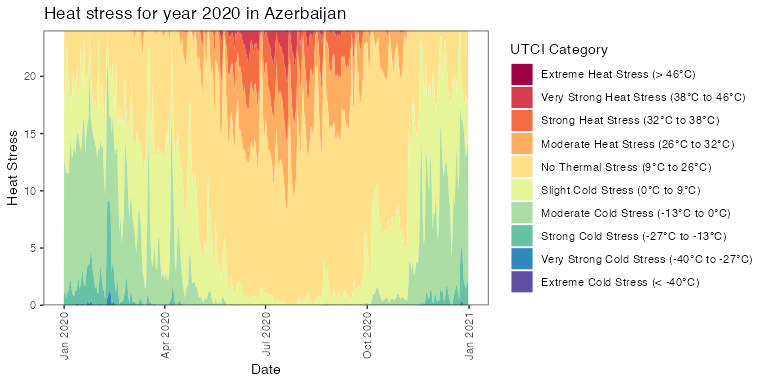 Heat stress for year 2020 in Azerbaijan
Heat Stress
20
15
10
5
0
Jan 2020
Apr 2020
Jul 2020
Oct 2020
Jan 2021
Date
UTCI Category
Extreme Heat Stress (> 46°C)
Very Strong Heat Stress (38°C to 46°C)
Strong Heat Stress (32°C to 38°C)
Moderate Heat Stress (26°C to 32°C)
No Thermal Stress (9°C to 26°C)
Slight Cold Stress (0°C to 9°C)
Moderate Cold Stress (-13°C to 0°C)
Strong Cold Stress (-27°C to -13°C)
Very Strong Cold Stress (-40°C to -27°C)
Extreme Cold Stress (< -40°C)